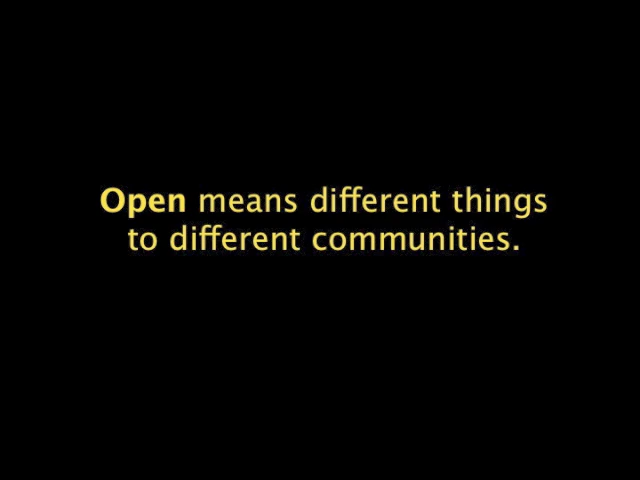 Open means different things
to different communities.